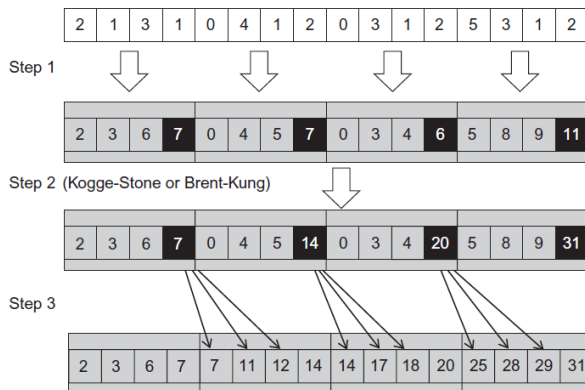 2 1 3 1 0 4 1 2 0 3 1 2 5 3 1 2
Step 1
2 3 6 7 0 4 5 7 0 3 4 6 5 8 9 11
Step 2 (Kogge-Stone or Brent-Kung)
2 3 6 7 0 4 5 14 0 3 4 20 5 8 9 31
Step 3
2 3 6 7 7 11 12 14 14 17 18 20 25 28 29 31